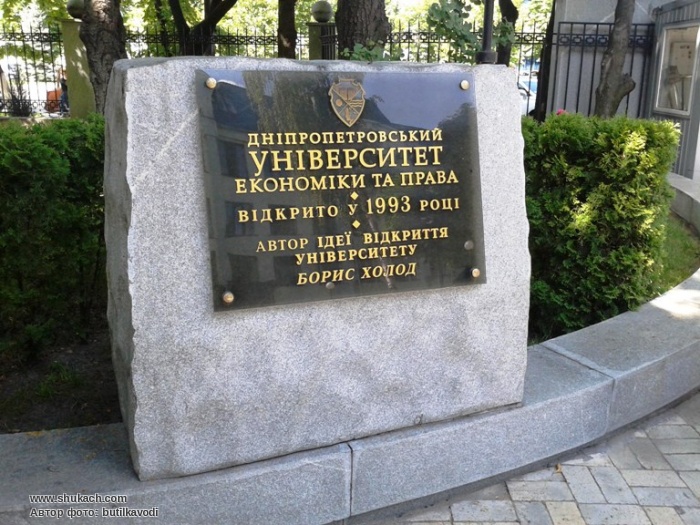 ДНІПРОПЕТРОВСЬКИЙ
УНІВЕРСИТЕТ
ЕКОНОМІКИ ТА ПРАВА
ВІДКРИТО У 1993 РОЦІ
АВТОР ІДЕЇ ВІДКРИТТЯ
УНІВЕРСИТЕТУ
БОРИС ХОЛОД
www.shukach.com
Автор фото: butilkavodi